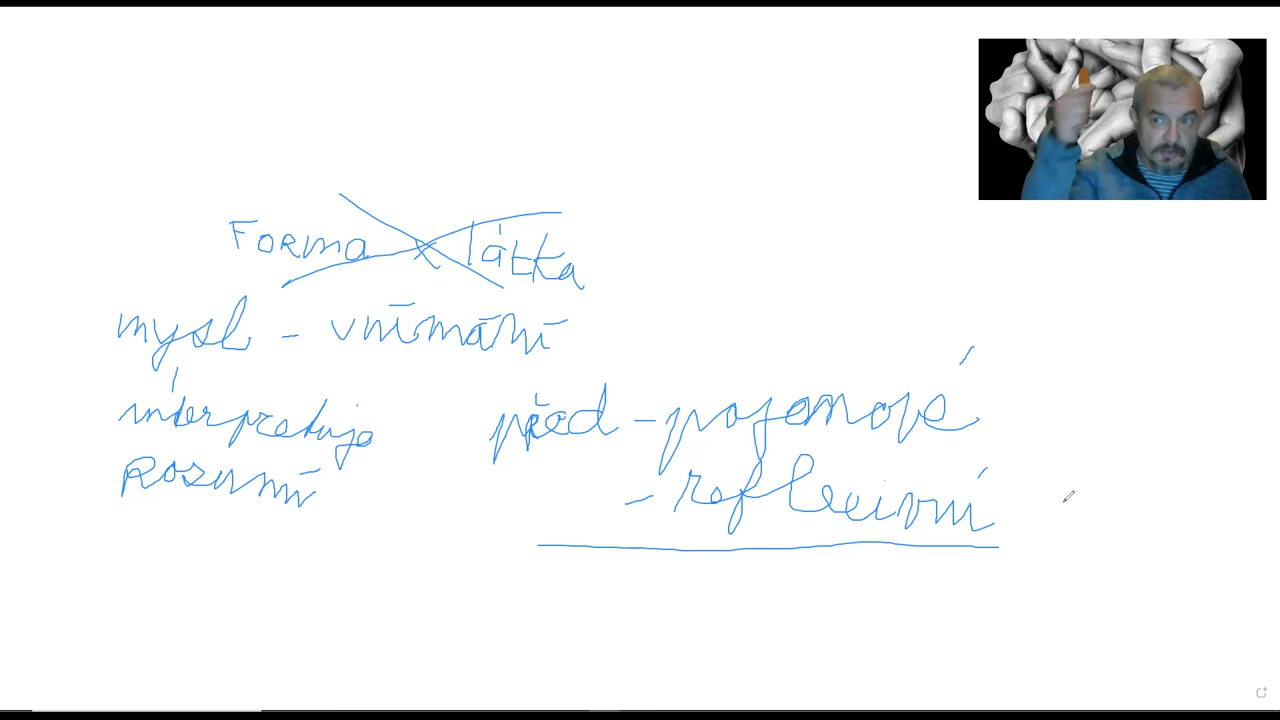 Forma x látka
mysl - vnímání
interpretuje
rozumí
před - pojmové
- reflexivní